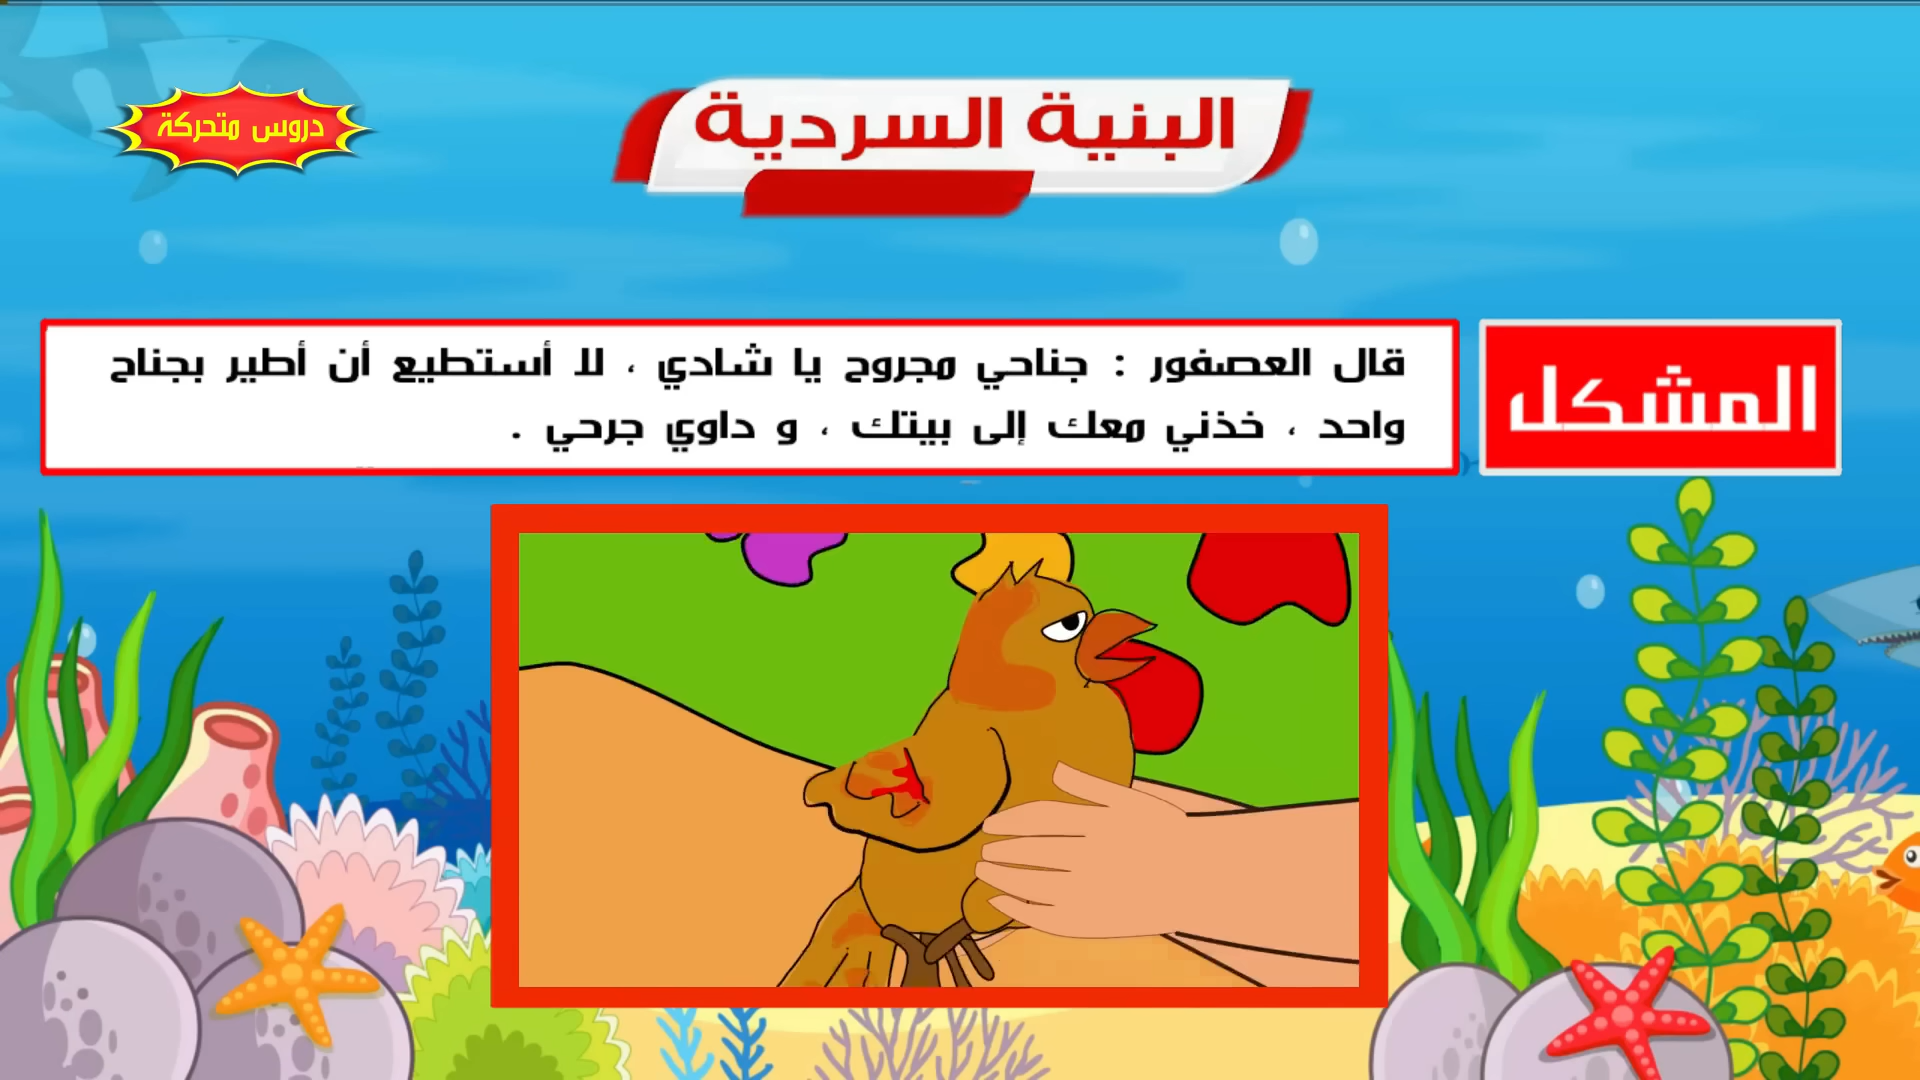 البنية السردية
دروس متحركة
المشكل
قال العصفور : جناحي مجروح يا شادي ، لا أستطيع أن أطير بجناح
واحد ، خذني معك إلى بيتك ، و داوي جرحي .